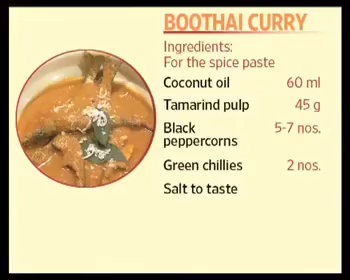 BOOTHAI CURRY
Ingredients:
For the spice paste
Coconut oil 60 ml
Tamarind pulp 45 g
Black 5-7 nos.
peppercorns
Green chillies 2 nos.
Salt to taste